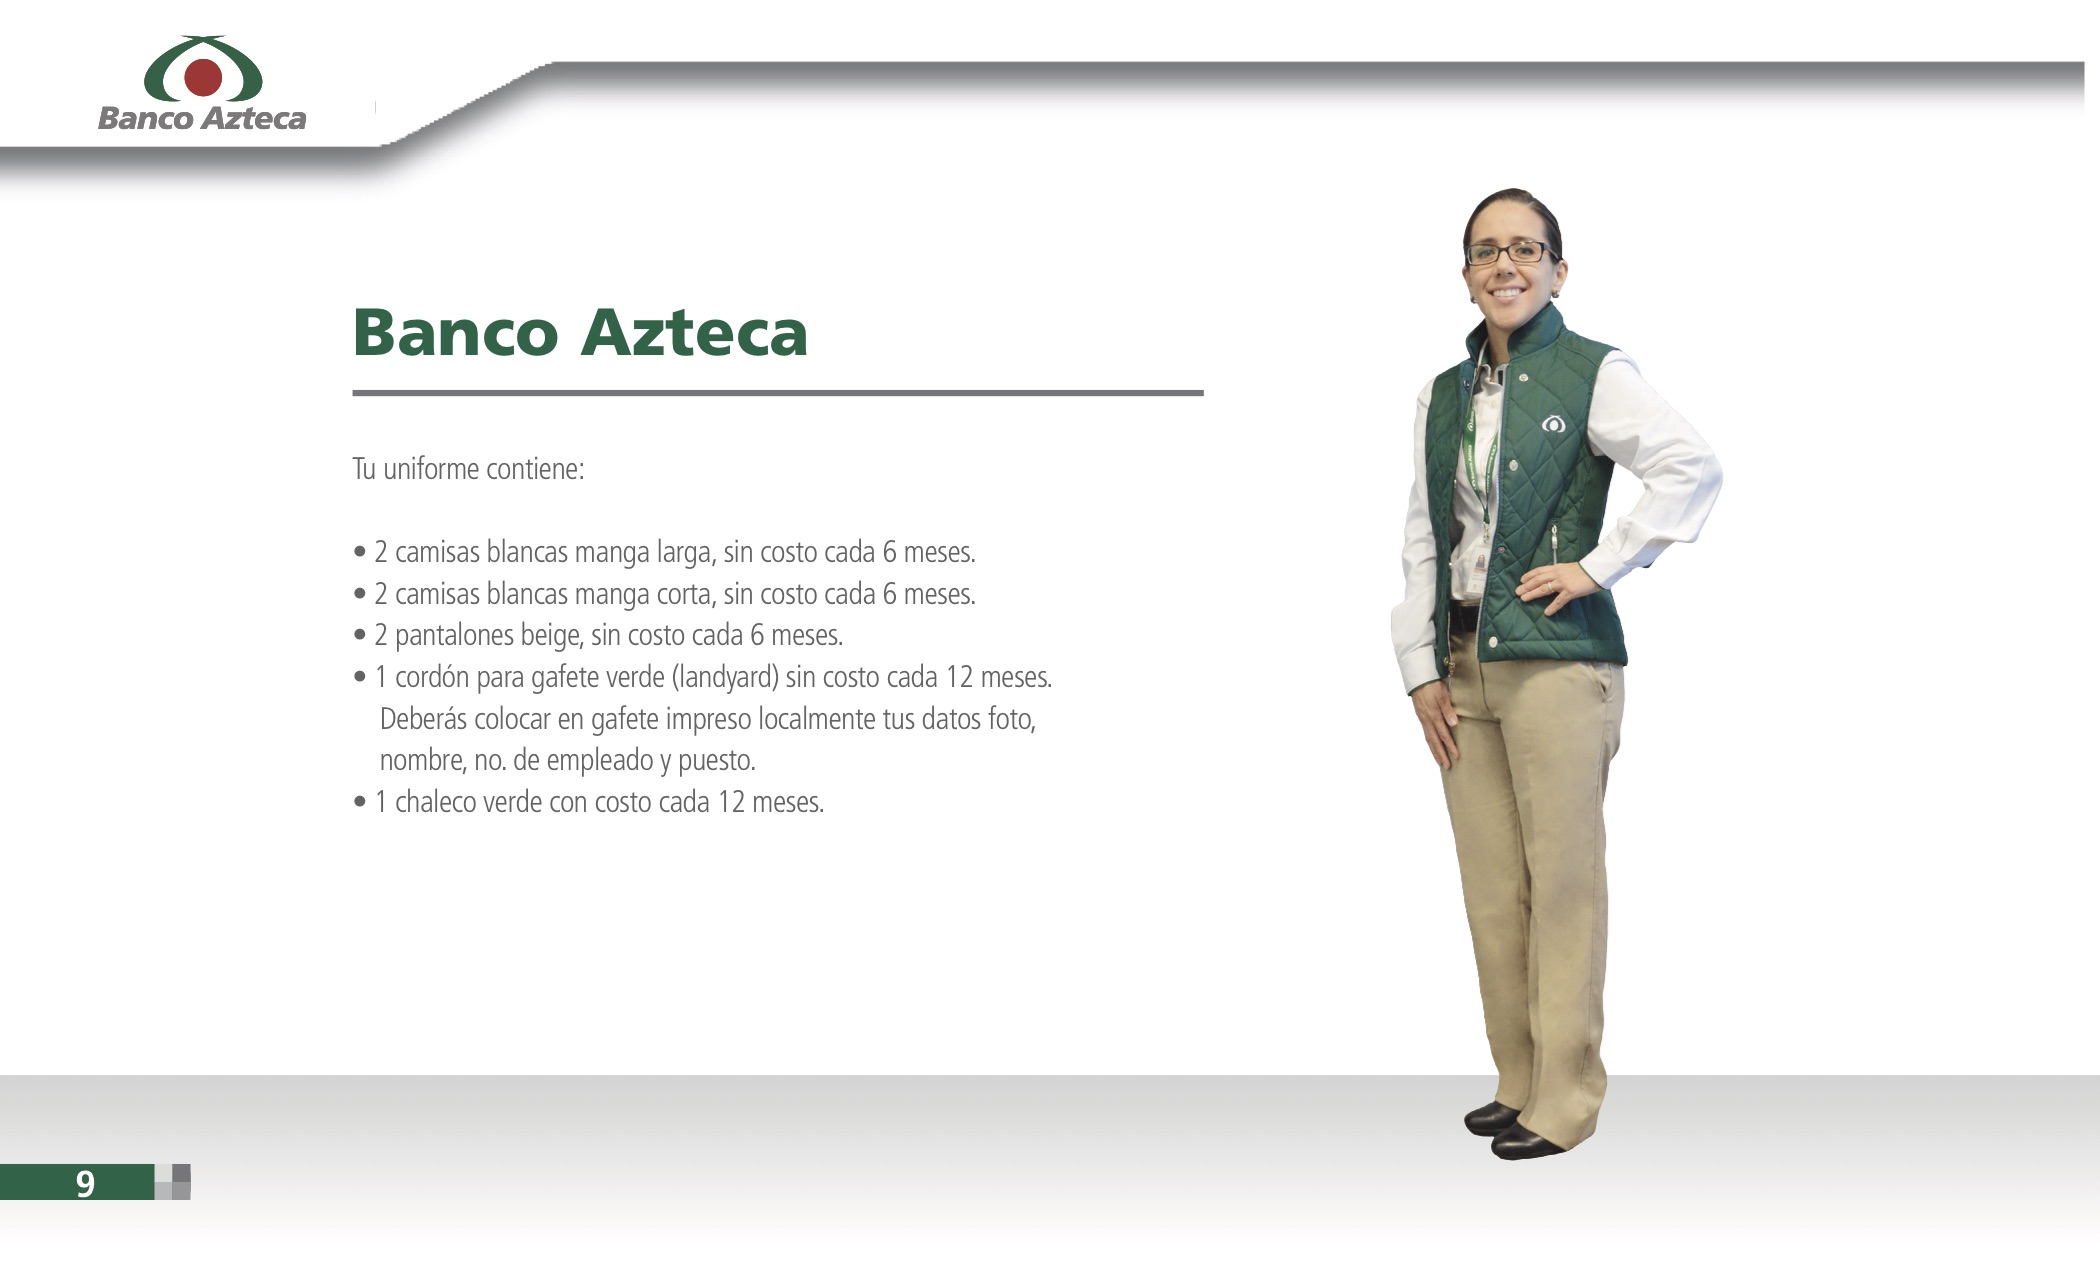 Banco Azteca
Banco Azteca
Tu uniforme contiene:
• 2 camisas blancas manga larga, sin costo cada 6 meses.
• 2 camisas blancas manga corta, sin costo cada 6 meses.
• 2 pantalones beige, sin costo cada 6 meses.
• 1 cordón para gafete verde (landyard) sin costo cada 12 meses.
Deberás colocar en gafete impreso localmente tus datos foto,
nombre, no. de empleado y puesto.
• 1 chaleco verde con costo cada 12 meses.
9